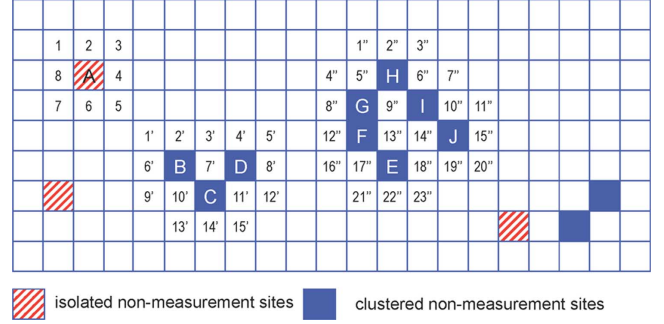 1 2 3 1” 2” 3”
8 A 4 4” 5” H 6” 7”
7 6 5 8” G 9” I 10” 11”
1’ 2’ 3’ 4’ 5’ 12” F 13” 14” J 15”
6’ B 7’ D 8’ 16” 17” E 18” 19” 20”
9’ 10’ C 11’ 12’ 21” 22” 23”
13’ 14’ 15’
isolated non-measurement sites clustered non-measurement sites